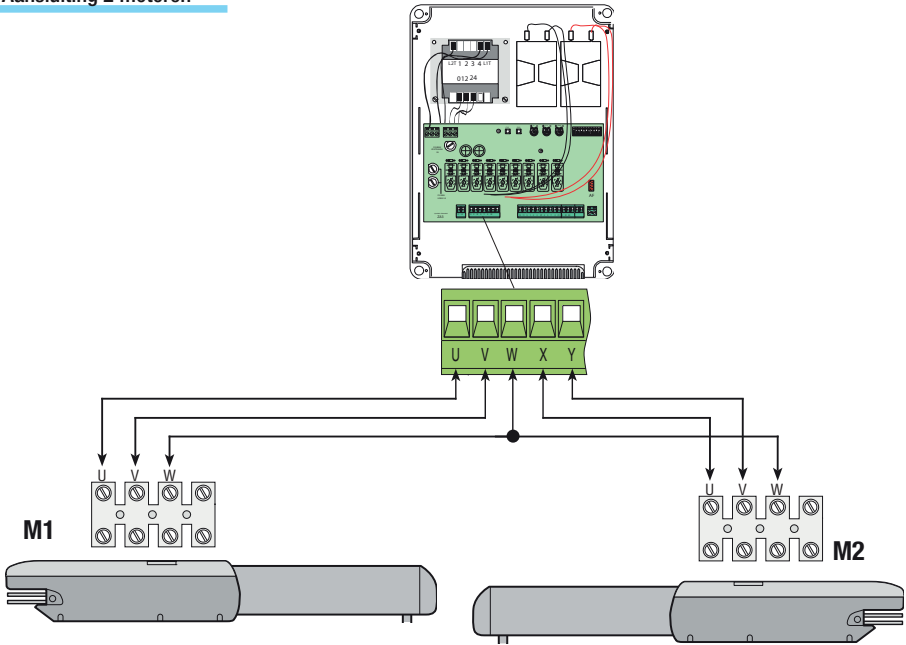 Aansluiting 2 motoren
L2T 1 2 3 4 L1T
0 12 24
U V W X Y
U V W
U V W
M1
M2